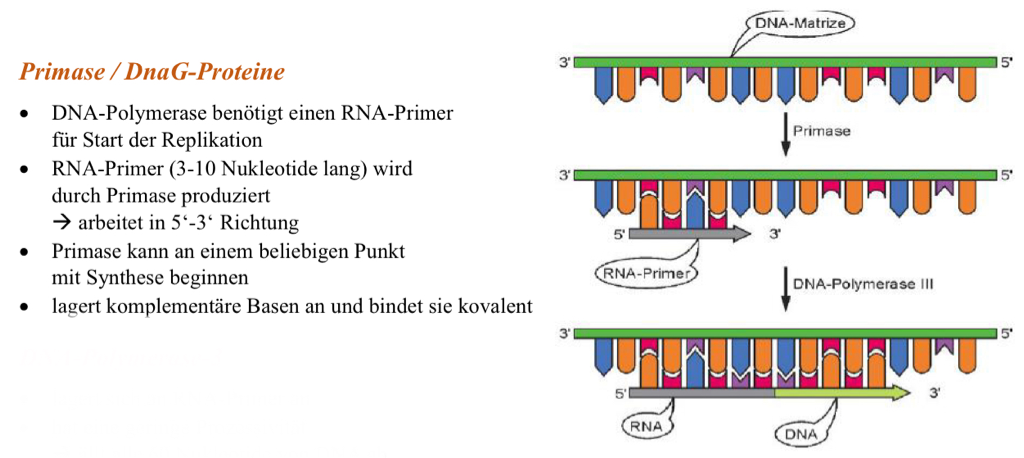 Primase / DnaG-Proteine
• DNA-Polymerase benötigt einen RNA-Primer
für Start der Replikation
• RNA-Primer (3-10 Nukleotide lang) wird
durch Primase produziert
→ arbeitet in 5‘-3‘ Richtung
• Primase kann an einem beliebigen Punkt
mit Synthese beginnen
• lagert komplementäre Basen an und bindet sie kovalent
DNA-Matrize
3' 5'
Primase
3' 5'
5' 3'
RNA-Primer
DNA-Polymerase III
3' 5'
5' 3'
RNA DNA